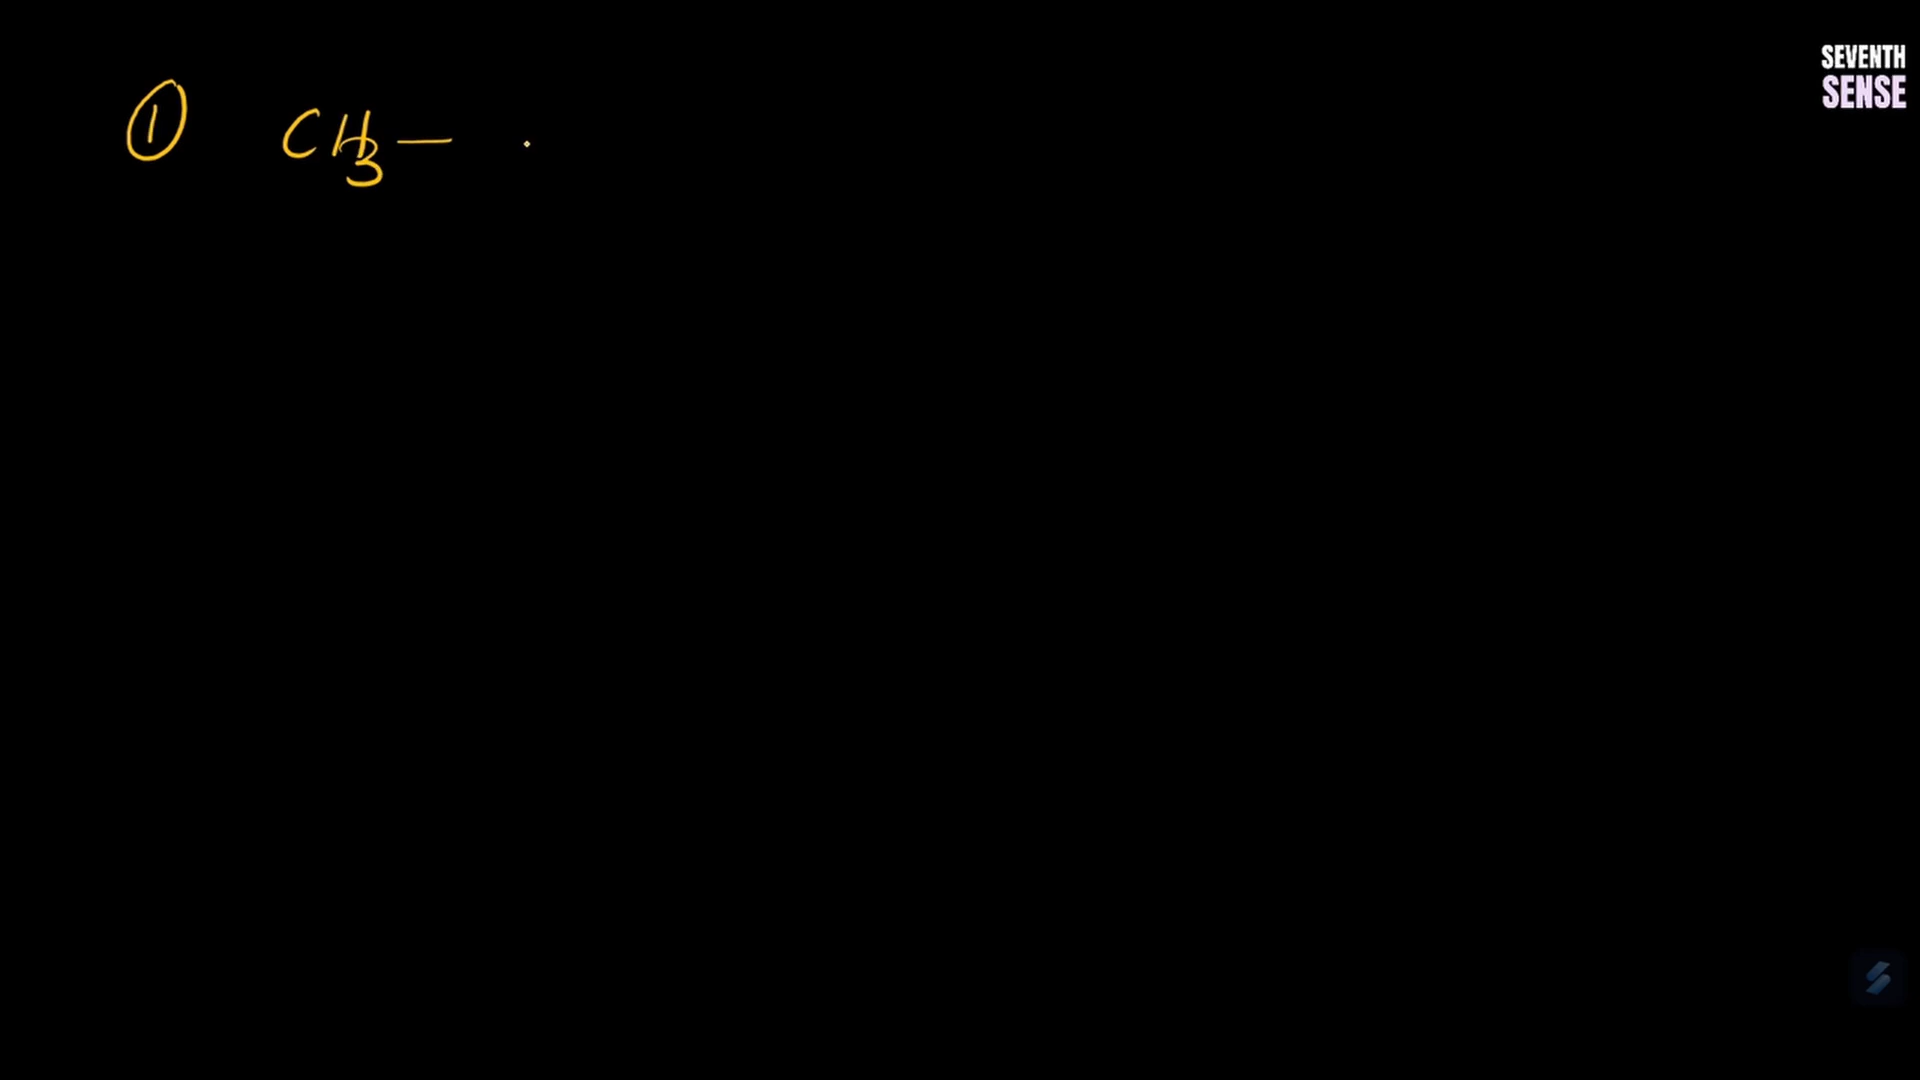 ① CH₃ —
SEVENTH
SENSE